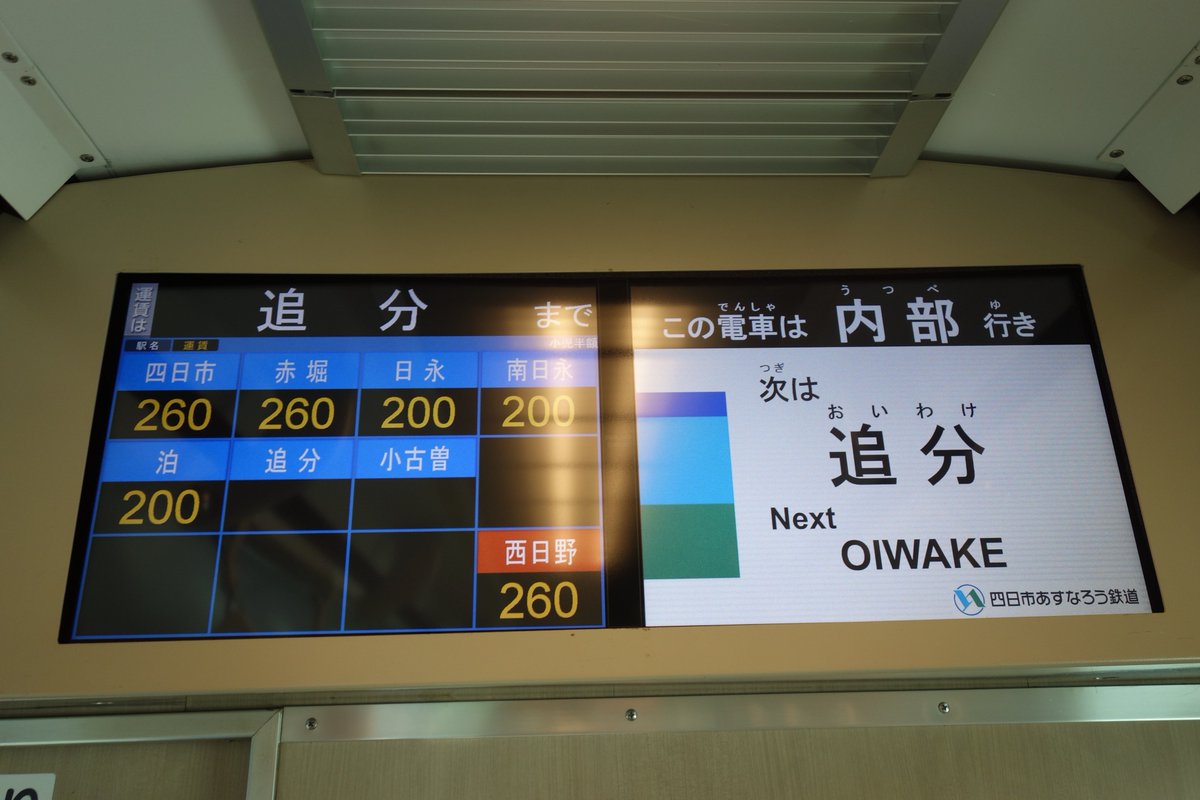 運賃は
追分 まで
駅名 運賃 小児半額
四日市 赤堀 日永 南日永
260 260 200 200
泊 追分 小古曽
200
西日野
260
でんしゃ うつべ ゆ
この電車は 内部 行き
つぎ
次は
おいわけ
追分
Next
OIWAKE
四日市あすなろう鉄道